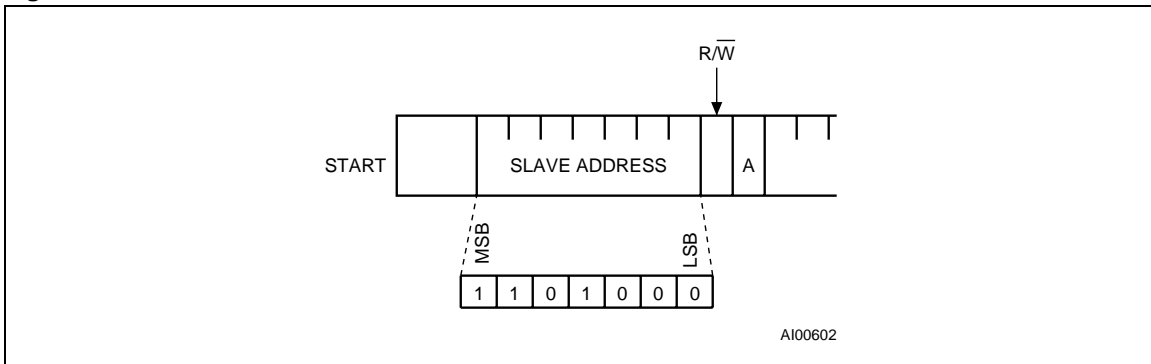 R/W̅
START
SLAVE ADDRESS
A
MSB
LSB
1 1 0 1 0 0 0
AI00602